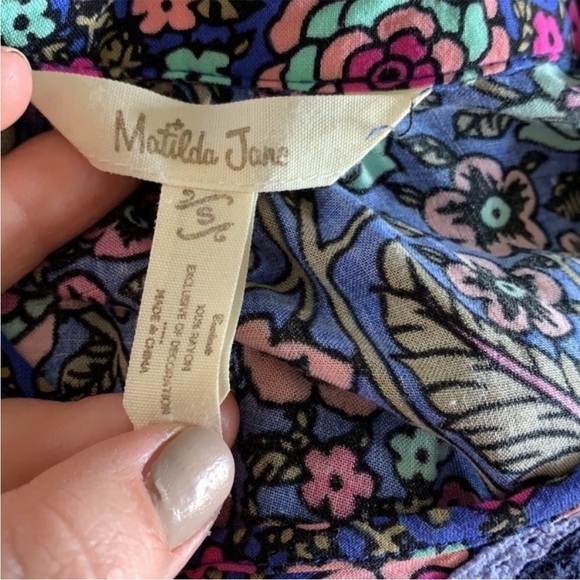 Matilda Jane
S
100% RAYON
EXCLUSIVE OF DECORATION
MADE in CHINA